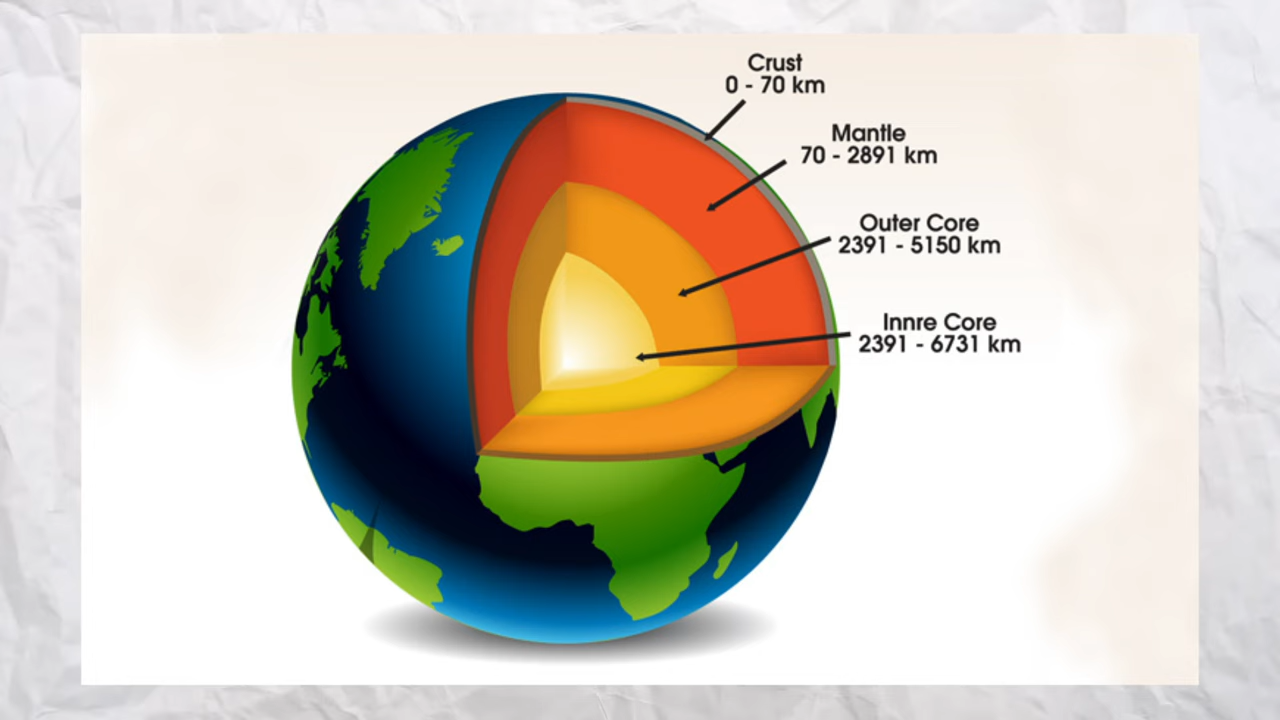 Crust
0 - 70 km
Mantle
70 - 2891 km
Outer Core
2391 - 5150 km
Innre Core
2391 - 6731 km